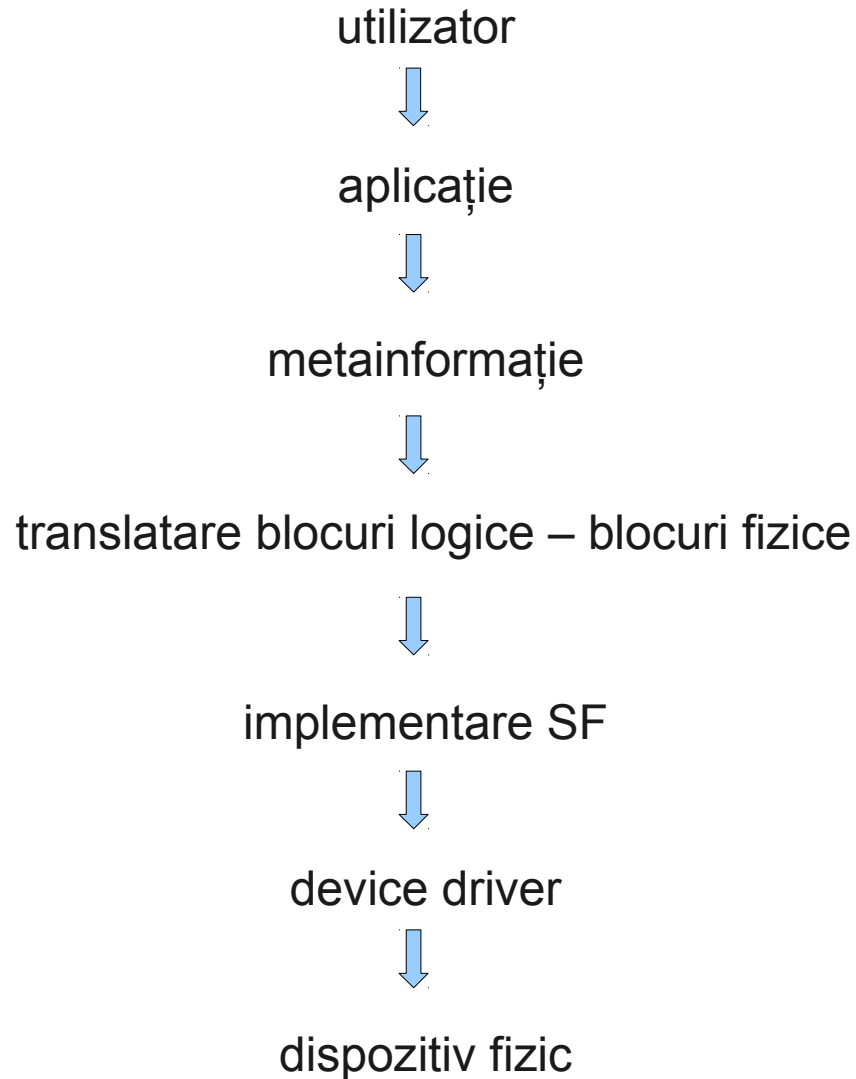 utilizator
aplicație
metainformație
translatare blocuri logice – blocuri fizice
implementare SF
device driver
dispozitiv fizic